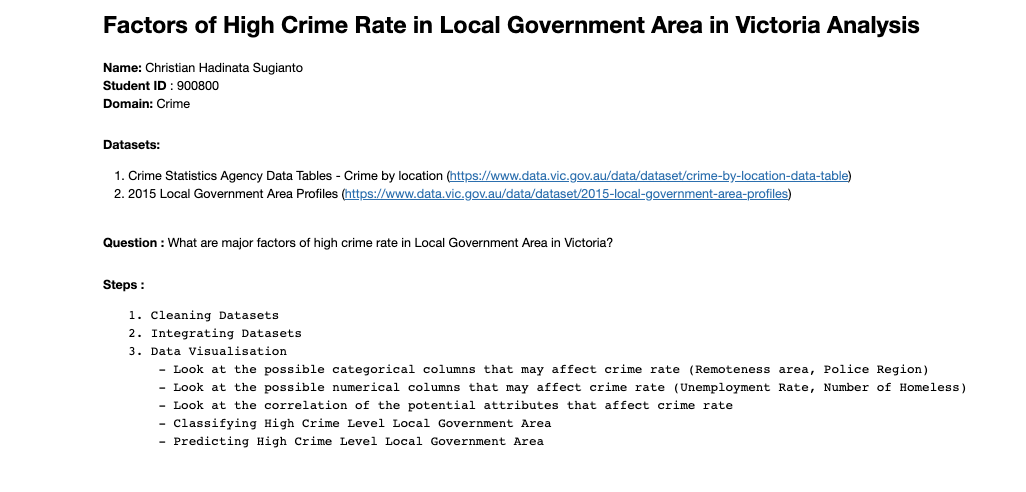 Factors of High Crime Rate in Local Government Area in Victoria Analysis
Name: Christian Hadinata Sugianto
Student ID : 900800
Domain: Crime
Datasets:
1. Crime Statistics Agency Data Tables - Crime by location (https://www.data.vic.gov.au/data/dataset/crime-by-location-data-table)
2. 2015 Local Government Area Profiles (https://www.data.vic.gov.au/data/dataset/2015-local-government-area-profiles)
Question : What are major factors of high crime rate in Local Government Area in Victoria?
Steps :
1. Cleaning Datasets
2. Integrating Datasets
3. Data Visualisation
- Look at the possible categorical columns that may affect crime rate (Remoteness area, Police Region)
- Look at the possible numerical columns that may affect crime rate (Unemployment Rate, Number of Homeless)
- Look at the correlation of the potential attributes that affect crime rate
- Classifying High Crime Level Local Government Area
- Predicting High Crime Level Local Government Area